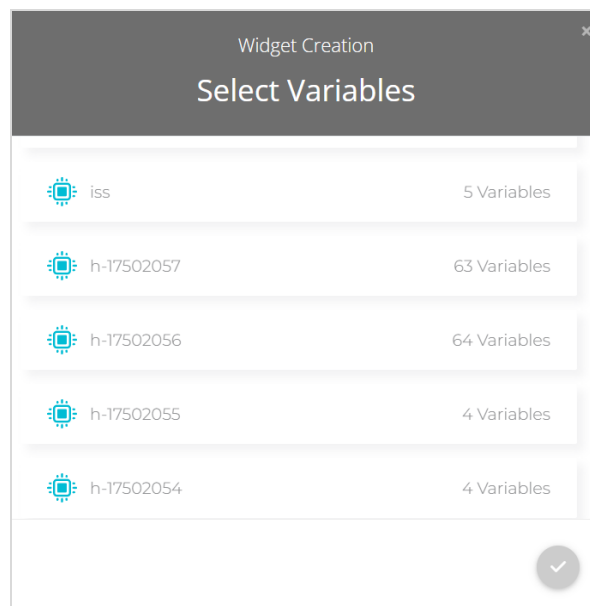 Widget Creation
Select Variables
iss 5 Variables
h-17502057 63 Variables
h-17502056 64 Variables
h-17502055 4 Variables
h-17502054 4 Variables